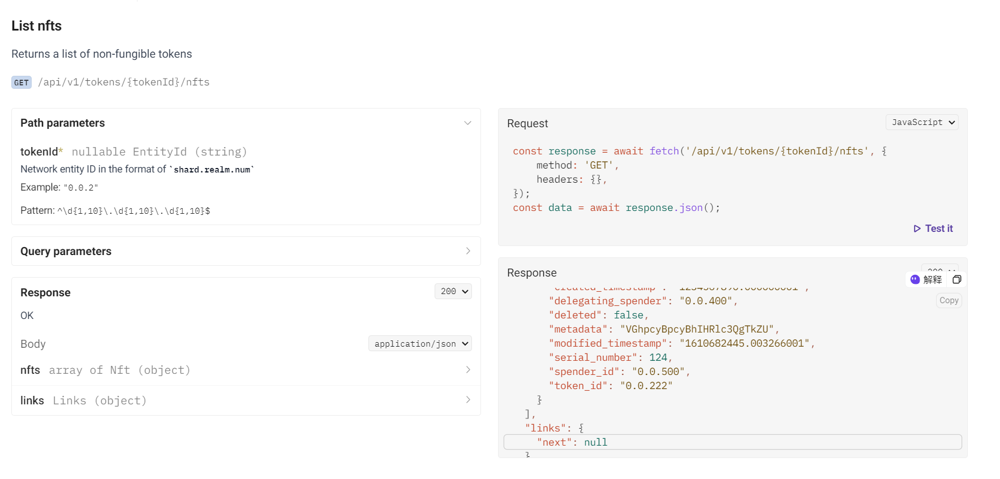 List nfts
Returns a list of non-fungible tokens
GET /api/v1/tokens/{tokenId}/nfts
Path parameters
tokenId* nullable EntityId (string)
Network entity ID in the format of `shard.realm.num`
Example: "0.0.2"
Pattern: ^\d{1,10}\.\d{1,10}\.\d{1,10}$
Query parameters
Response
200
OK
Body
application/json
nfts array of Nft (object)
links Links (object)
Request
JavaScript
const response = await fetch('/api/v1/tokens/{tokenId}/nfts', {
method: 'GET',
headers: {},
});
const data = await response.json();
Test it
Response
200
解释
"created_timestamp": "1234567890.000000001",
Copy
"delegating_spender": "0.0.400",
"deleted": false,
"metadata": "VGhpcyBpcyBhIHRlc3QgTkZU",
"modified_timestamp": "1610682445.003266001",
"serial_number": 124,
"spender_id": "0.0.500",
"token_id": "0.0.222"
}
],
"links": {
"next": null
}